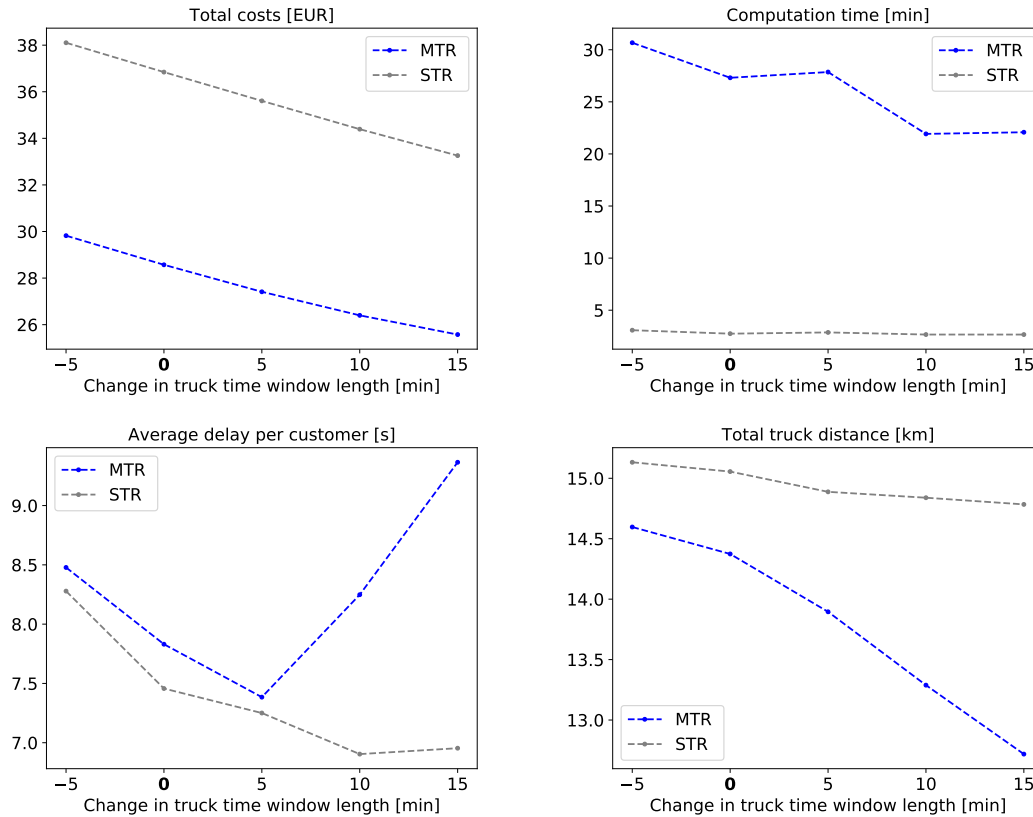 Total costs [EUR]
38
36
34
32
30
28
26
MTR
STR
−5
0
5
10
15
Change in truck time window length [min]
Computation time [min]
30
25
20
15
10
5
MTR
STR
−5
0
5
10
15
Change in truck time window length [min]
Average delay per customer [s]
9.0
8.5
8.0
7.5
7.0
MTR
STR
−5
0
5
10
15
Change in truck time window length [min]
Total truck distance [km]
15.0
14.5
14.0
13.5
13.0
MTR
STR
−5
0
5
10
15
Change in truck time window length [min]